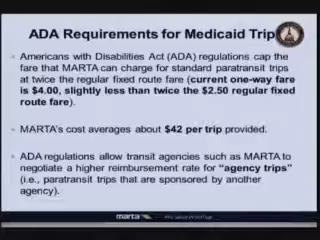 ADA Requirements for Medicaid Trip
Americans with Disabilities Act (ADA) regulations cap the
fare that MARTA can charge for standard paratransit trips
at twice the regular fixed route fare (current one-way fare
is $4.00, slightly less than twice the $2.50 regular fixed
route fare).
MARTA's cost averages about $42 per trip provided.
ADA regulations allow transit agencies such as MARTA to
negotiate a higher reimbursement rate for "agency trips"
(i.e., paratransit trips that are sponsored by another
agency).
marta